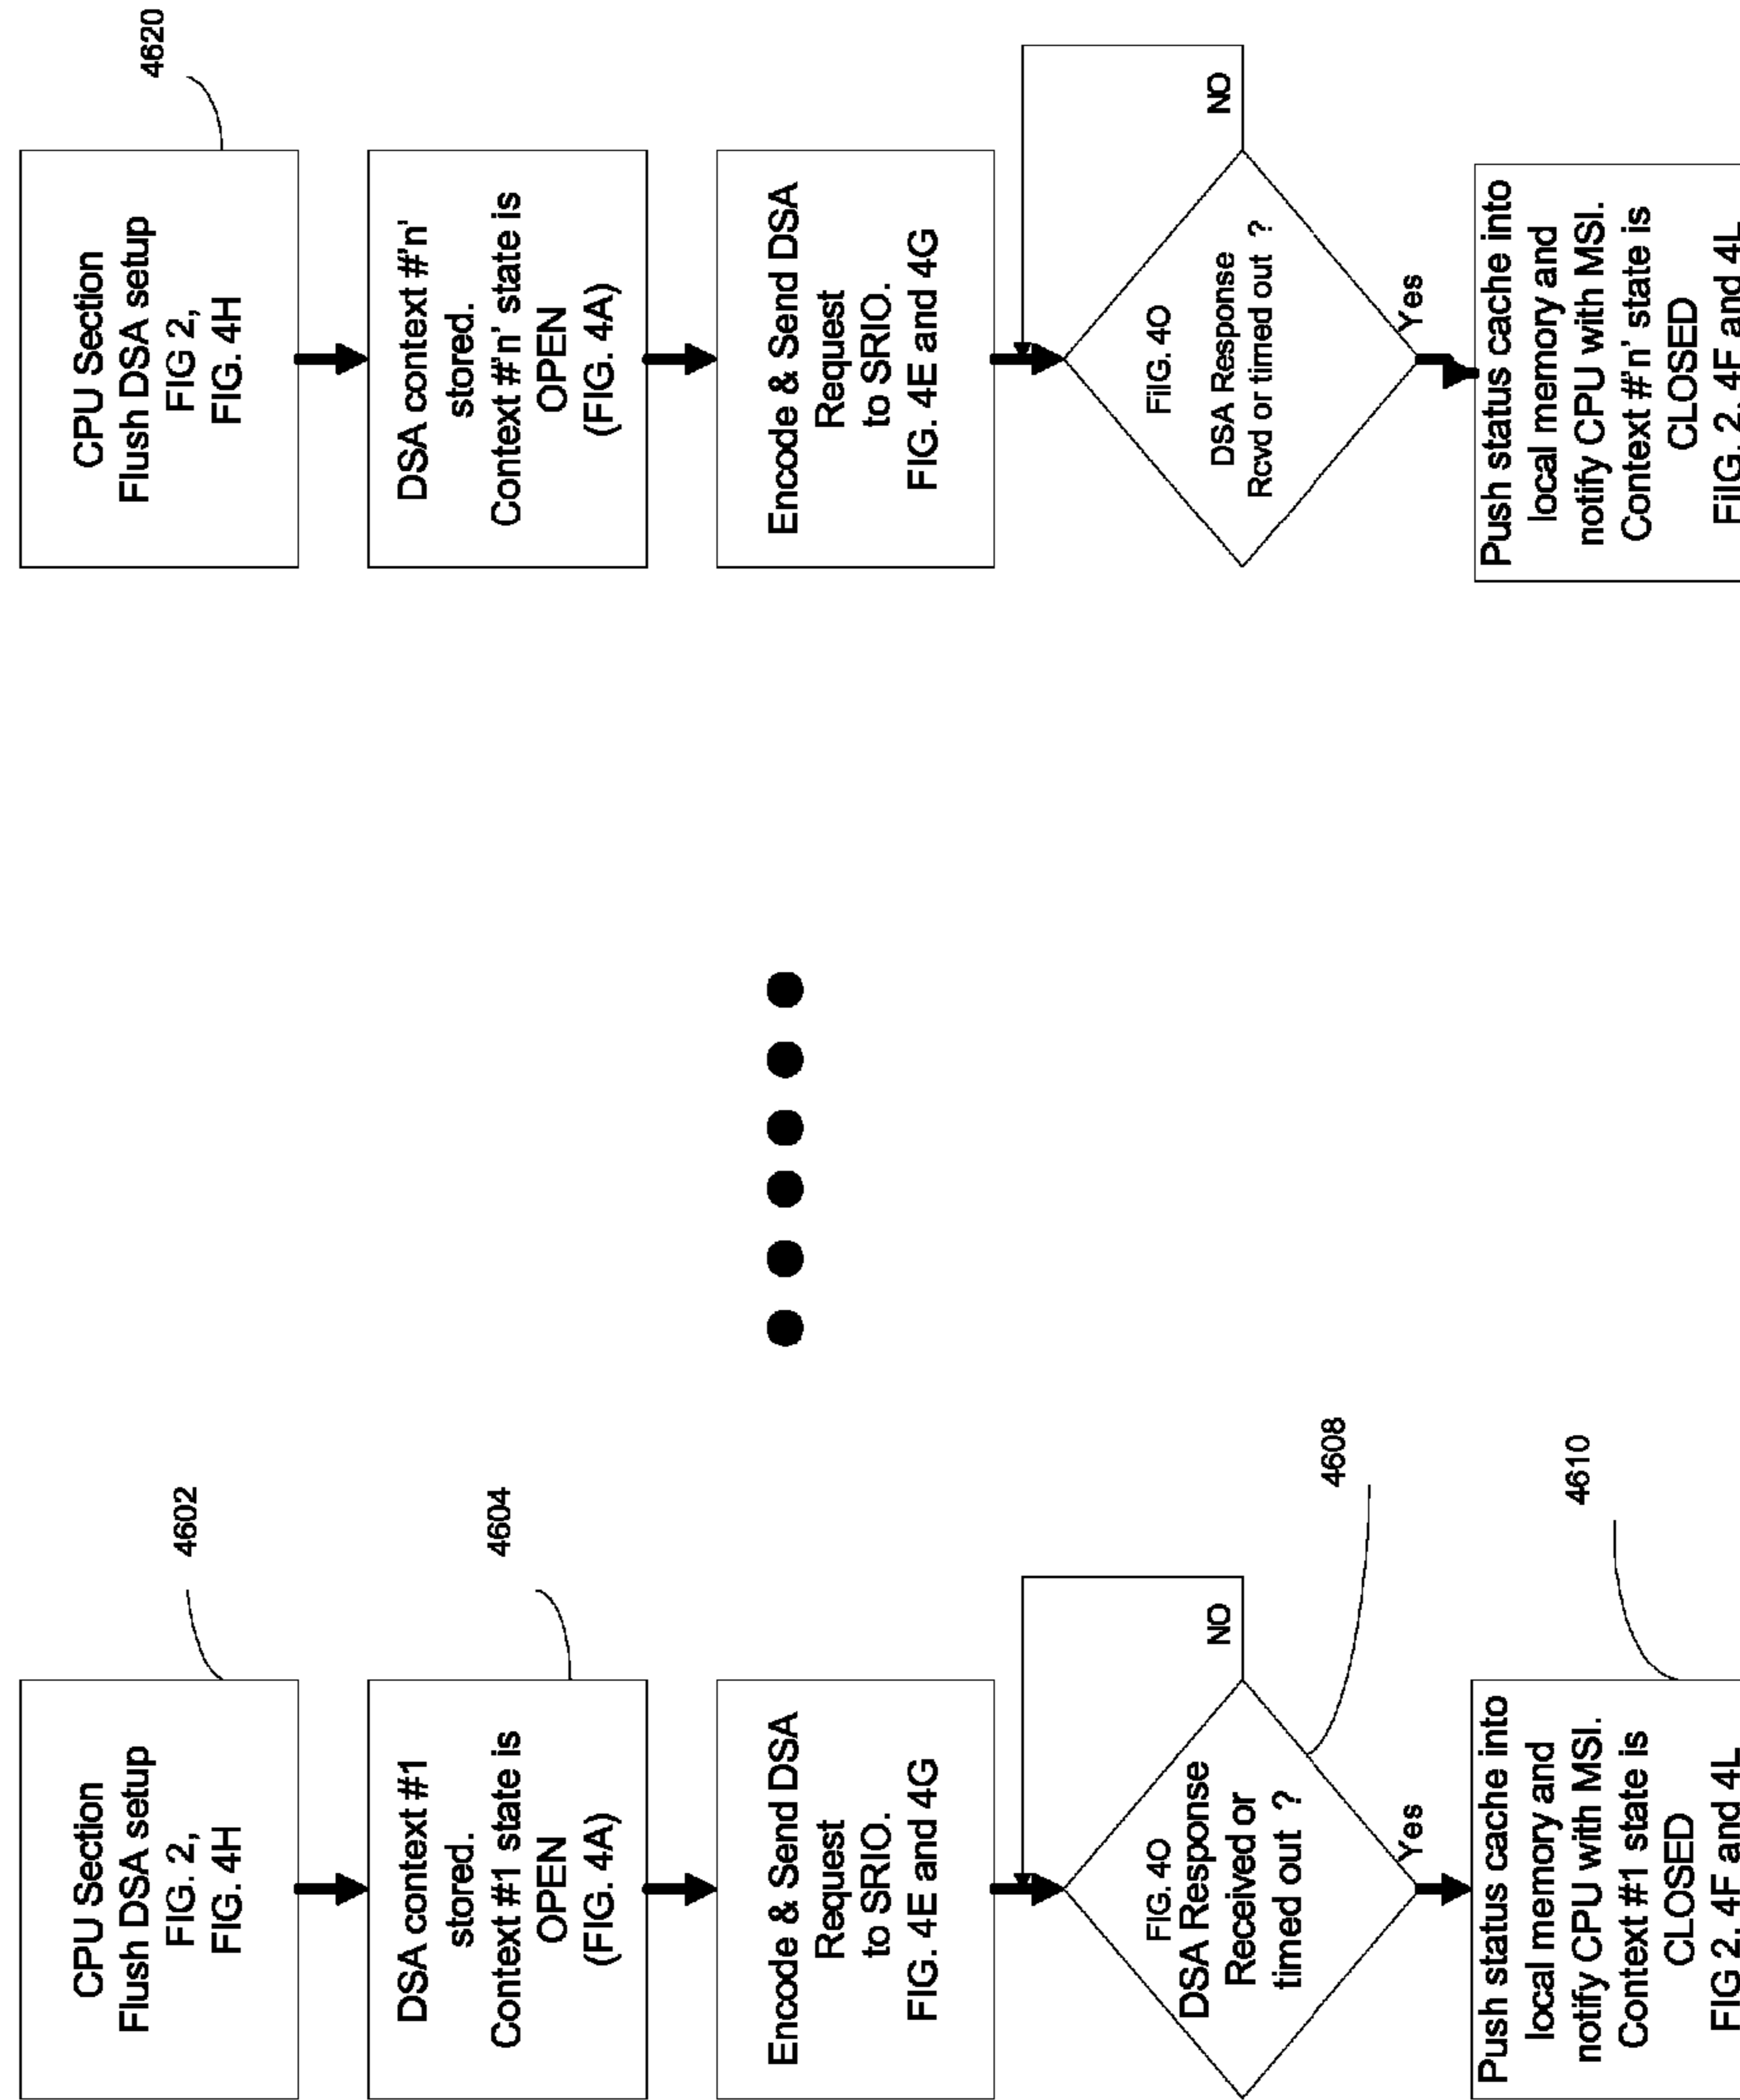 CPU Section
Flush DSA setup
FIG. 2,
FIG. 4H
4602
DSA context #1
stored.
Context #1 state is
OPEN
(FIG. 4A)
4604
Encode & Send DSA
Request
to SRIO.
FIG. 4E and 4G
FIG. 4O
DSA Response
Received or
timed out ?
NO
4608
Yes
Push status cache into
local memory and
notify CPU with MSI.
Context #1 state is
CLOSED
FIG 2, 4F and 4L
4610
CPU Section
Flush DSA setup
FIG 2,
FIG. 4H
4620
DSA context #'n'
stored.
Context #'n' state is
OPEN
(FIG. 4A)
Encode & Send DSA
Request
to SRIO.
FIG. 4E and 4G
FiIG. 4O
DSA Response
Rcvd or timed out ?
NO
Yes
Push status cache into
local memory and
notify CPU with MSI.
Context #'n' state is
CLOSED
FiIG. 2, 4F and 4L